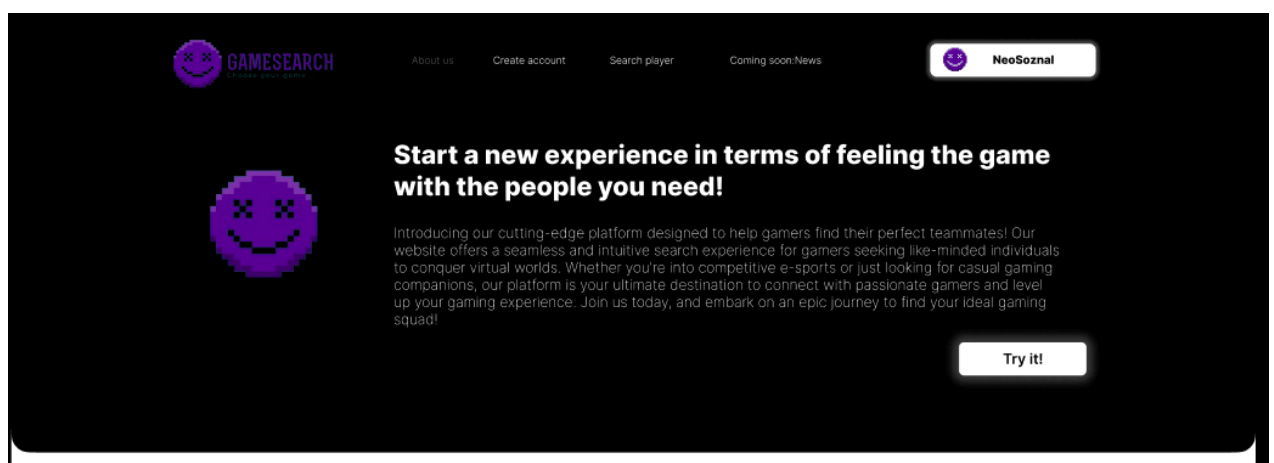 GAMESEARCH
Choose your game
About us
Create account
Search player
Coming soon:News
NeoSoznal
Start a new experience in terms of feeling the game
with the people you need!
Introducing our cutting-edge platform designed to help gamers find their perfect teammates! Our
website offers a seamless and intuitive search experience for gamers seeking like-minded individuals
to conquer virtual worlds. Whether you're into competitive e-sports or just looking for casual gaming
companions, our platform is your ultimate destination to connect with passionate gamers and level
up your gaming experience. Join us today, and embark on an epic journey to find your ideal gaming
squad!
Try it!